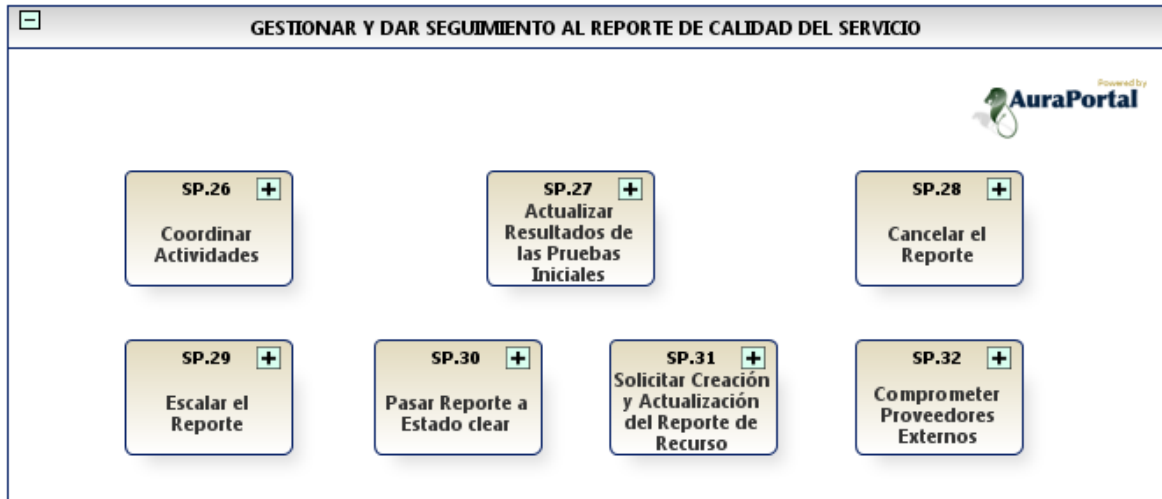 GESTIONAR Y DAR SEGUIMIENTO AL REPORTE DE CALIDAD DEL SERVICIO
Powered by
AuraPortal
SP.26
Coordinar
Actividades
SP.27
Actualizar
Resultados de
las Pruebas
Iniciales
SP.28
Cancelar el
Reporte
SP.29
Escalar el
Reporte
SP.30
Pasar Reporte a
Estado clear
SP.31
Solicitar Creación
y Actualización
del Reporte de
Recurso
SP.32
Comprometer
Proveedores
Externos